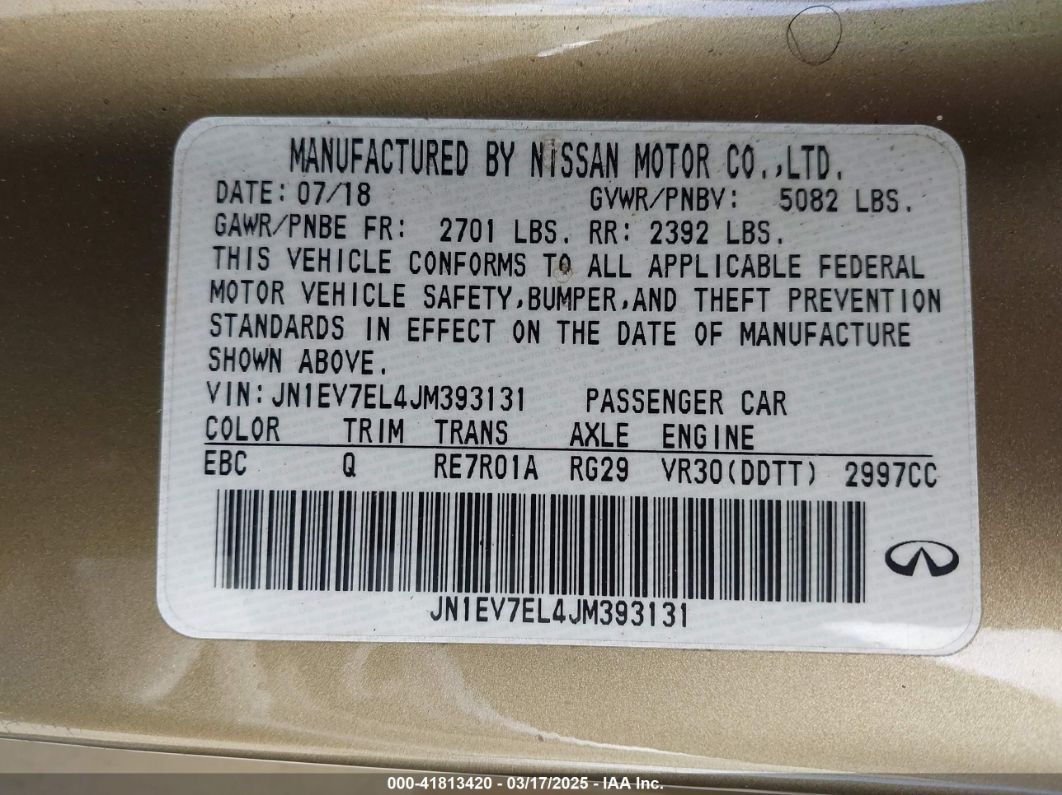 MANUFACTURED BY NISSAN MOTOR CO.,LTD.
DATE: 07/18 GVWR/PNBV: 5082 LBS.
GAWR/PNBE FR: 2701 LBS. RR: 2392 LBS.
THIS VEHICLE CONFORMS TO ALL APPLICABLE FEDERAL
MOTOR VEHICLE SAFETY,BUMPER,AND THEFT PREVENTION
STANDARDS IN EFFECT ON THE DATE OF MANUFACTURE
SHOWN ABOVE.
VIN:JN1EV7EL4JM393131 PASSENGER CAR
COLOR TRIM TRANS AXLE ENGINE
EBC Q RE7R01A RG29 VR30(DDTT) 2997CC
JN1EV7EL4JM393131
000-41813420 - 03/17/2025 - IAA Inc.